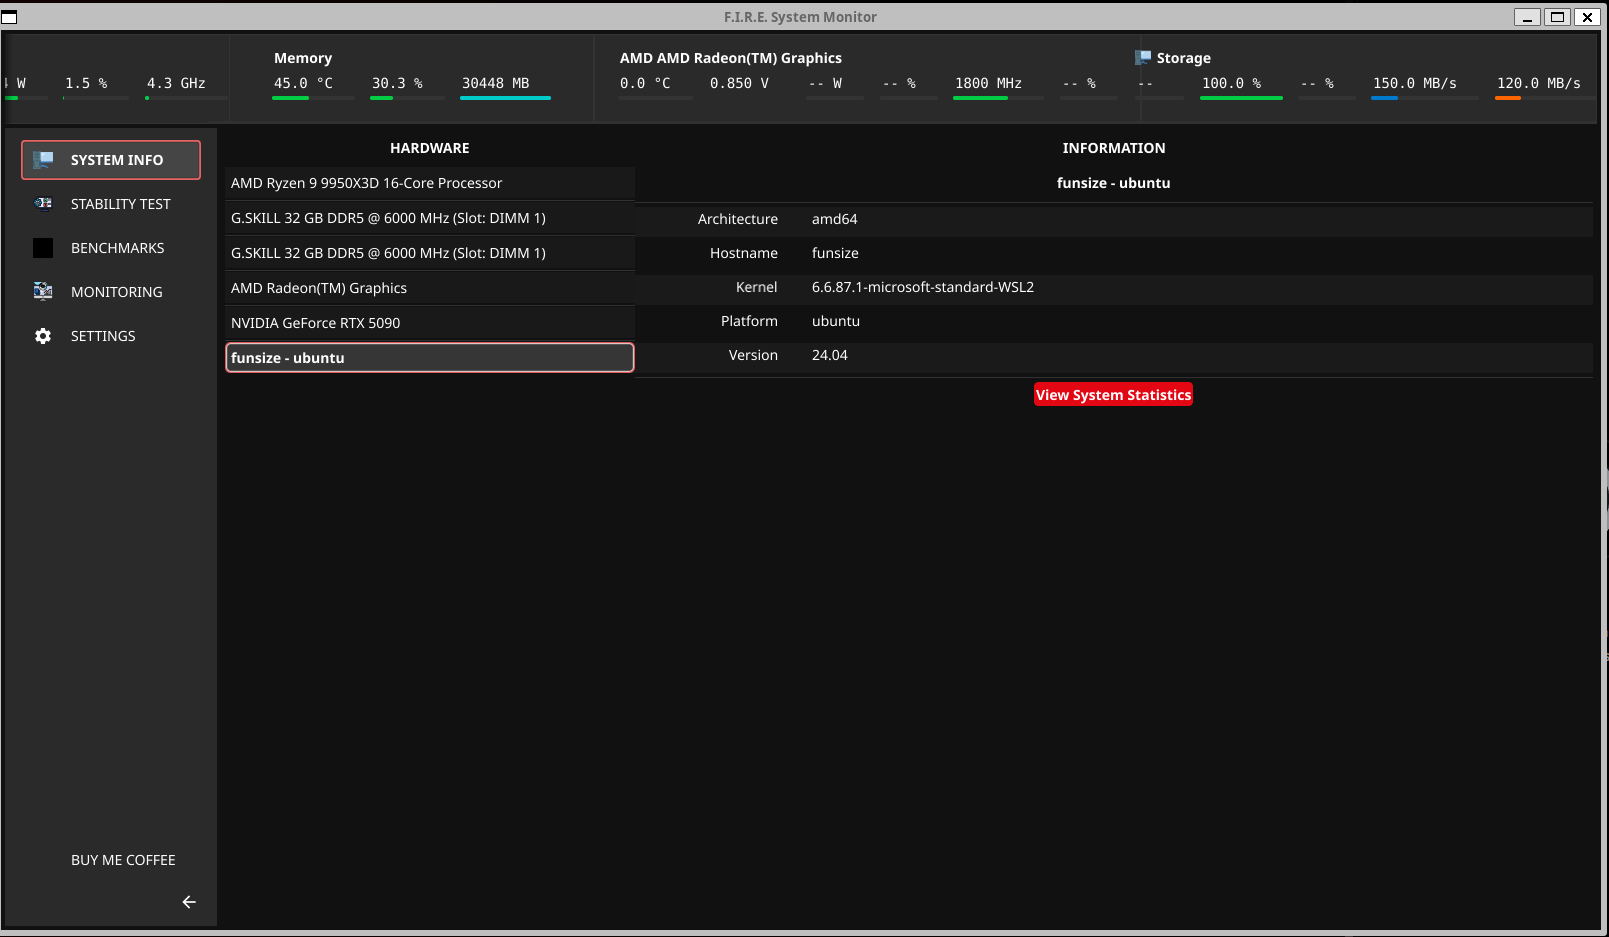 F.I.R.E. System Monitor
Memory
AMD AMD Radeon(TM) Graphics
Storage
W 1.5 % 4.3 GHz 45.0 °C 30.3 % 30448 MB 0.0 °C 0.850 V -- W -- % 1800 MHz -- % -- 100.0 % -- % 150.0 MB/s 120.0 MB/s
SYSTEM INFO
STABILITY TEST
BENCHMARKS
MONITORING
SETTINGS
BUY ME COFFEE
HARDWARE
AMD Ryzen 9 9950X3D 16-Core Processor
G.SKILL 32 GB DDR5 @ 6000 MHz (Slot: DIMM 1)
G.SKILL 32 GB DDR5 @ 6000 MHz (Slot: DIMM 1)
AMD Radeon(TM) Graphics
NVIDIA GeForce RTX 5090
funsize - ubuntu
INFORMATION
funsize - ubuntu
Architecture amd64
Hostname funsize
Kernel 6.6.87.1-microsoft-standard-WSL2
Platform ubuntu
Version 24.04
View System Statistics